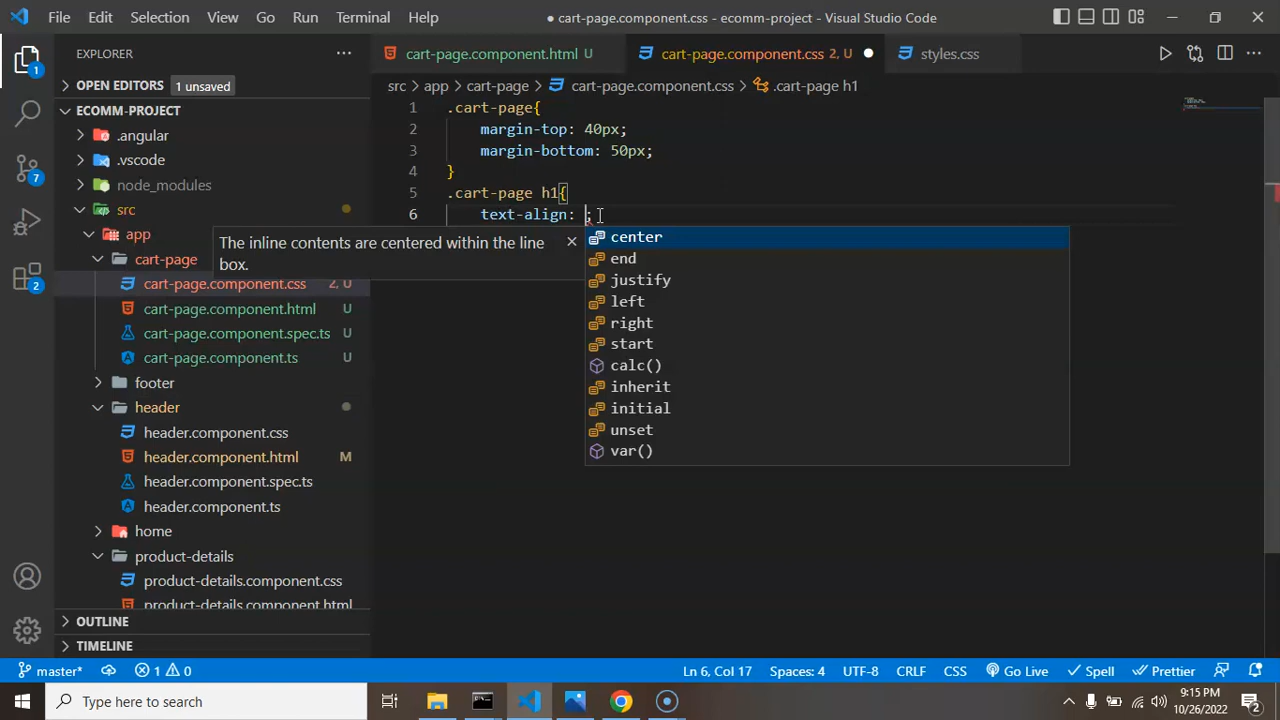 File Edit Selection View Go Run Terminal Help ● cart-page.component.css - ecomm-project - Visual Studio Code
EXPLORER
cart-page.component.html U cart-page.component.css 2, U styles.css
OPEN EDITORS 1 unsaved
src app cart-page cart-page.component.css .cart-page h1
ECOMM-PROJECT
.angular
.vscode
node_modules
src
app
cart-page
cart-page.component.css 2, U
cart-page.component.html U
cart-page.component.spec.ts U
cart-page.component.ts U
footer
header
header.component.css
header.component.html M
header.component.spec.ts
header.component.ts
home
product-details
product-details.component.css
product-details.component.html
OUTLINE
TIMELINE
1 .cart-page{
2 margin-top: 40px;
3 margin-bottom: 50px;
4 }
5 .cart-page h1{
6 text-align: ;
The inline contents are centered within the line
box.
center
end
justify
left
right
start
calc()
inherit
initial
unset
var()
1
7
2
master* 1 0 Ln 6, Col 17 Spaces: 4 UTF-8 CRLF CSS Go Live Spell Prettier
Type here to search
9:15 PM
10/26/2022
2